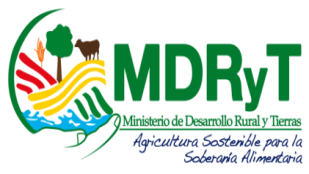 MDRyT
Ministerio de Desarrollo Rural y Tierras
Agricultura Sostenible para la
Soberanía Alimentaria